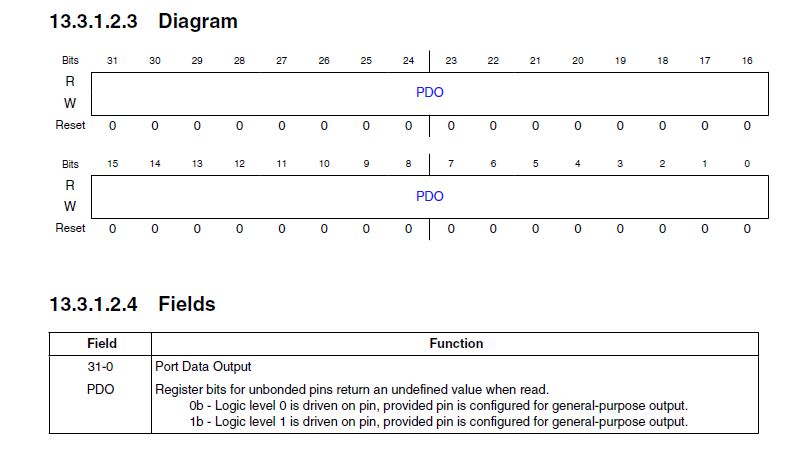 13.3.1.2.3 Diagram
Bits 31 30 29 28 27 26 25 24 23 22 21 20 19 18 17 16
R
PDO
W
Reset 0 0 0 0 0 0 0 0 0 0 0 0 0 0 0 0
Bits 15 14 13 12 11 10 9 8 7 6 5 4 3 2 1 0
R
PDO
W
Reset 0 0 0 0 0 0 0 0 0 0 0 0 0 0 0 0
13.3.1.2.4 Fields
Field Function
31-0 Port Data Output
PDO Register bits for unbonded pins return an undefined value when read.
0b - Logic level 0 is driven on pin, provided pin is configured for general-purpose output.
1b - Logic level 1 is driven on pin, provided pin is configured for general-purpose output.